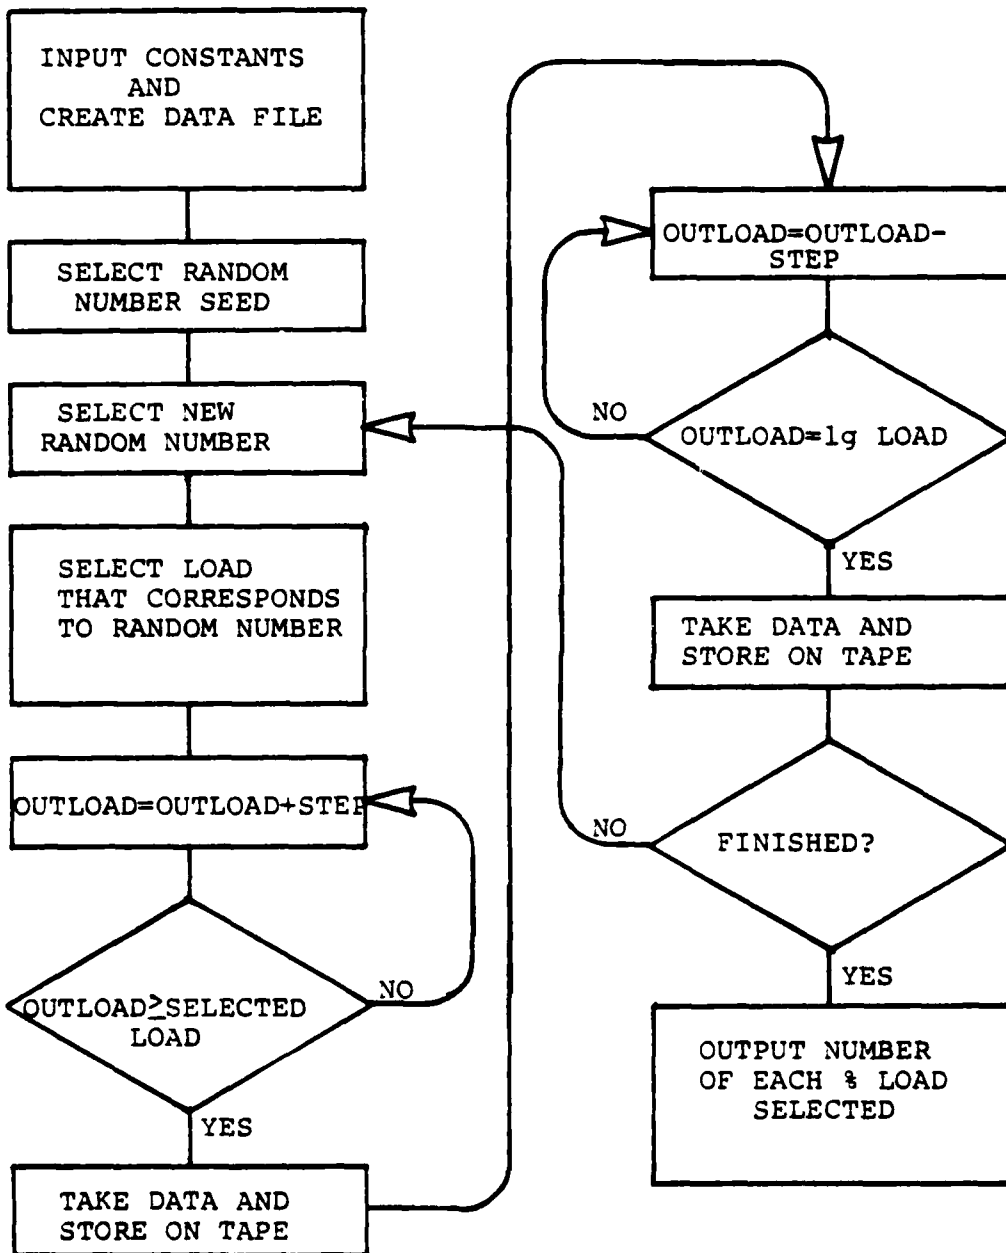 INPUT CONSTANTS
AND
CREATE DATA FILE
SELECT RANDOM
NUMBER SEED
SELECT NEW
RANDOM NUMBER
SELECT LOAD
THAT CORRESPONDS
TO RANDOM NUMBER
OUTLOAD=OUTLOAD+STEP
OUTLOAD≥SELECTED
LOAD
NO
YES
TAKE DATA AND
STORE ON TAPE
OUTLOAD=OUTLOAD-
STEP
OUTLOAD=1g LOAD
NO
YES
TAKE DATA AND
STORE ON TAPE
FINISHED?
NO
YES
OUTPUT NUMBER
OF EACH % LOAD
SELECTED